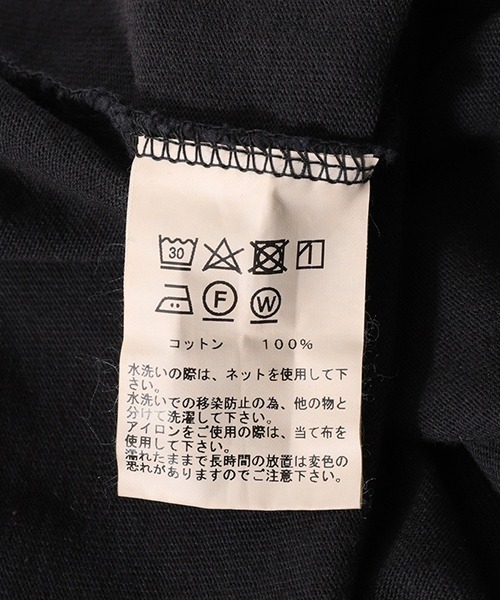 30
F W
コットン 100%
水洗いの際は、ネットを使用して下
さい。
水洗いでの移染防止の為、他の物と
分けて洗濯して下さい。
アイロンをご使用の際は、当て布を
使用して下さい。
濡れたままで長時間の放置は変色の
恐れがありますのでご注意下さい。